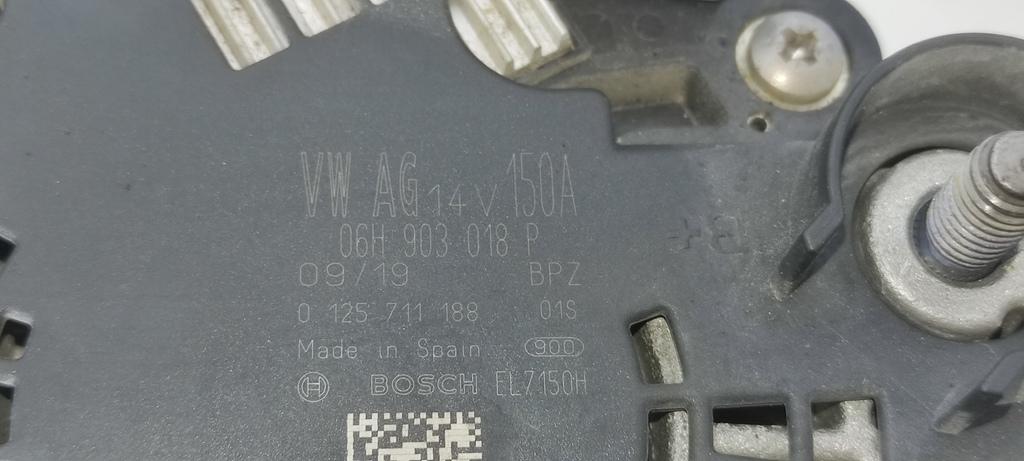 VW AG 14V 150A
06H 903 018 P
09/19 BPZ
0 125 711 188 01S
Made in Spain 900
BOSCH EL7150H
B+